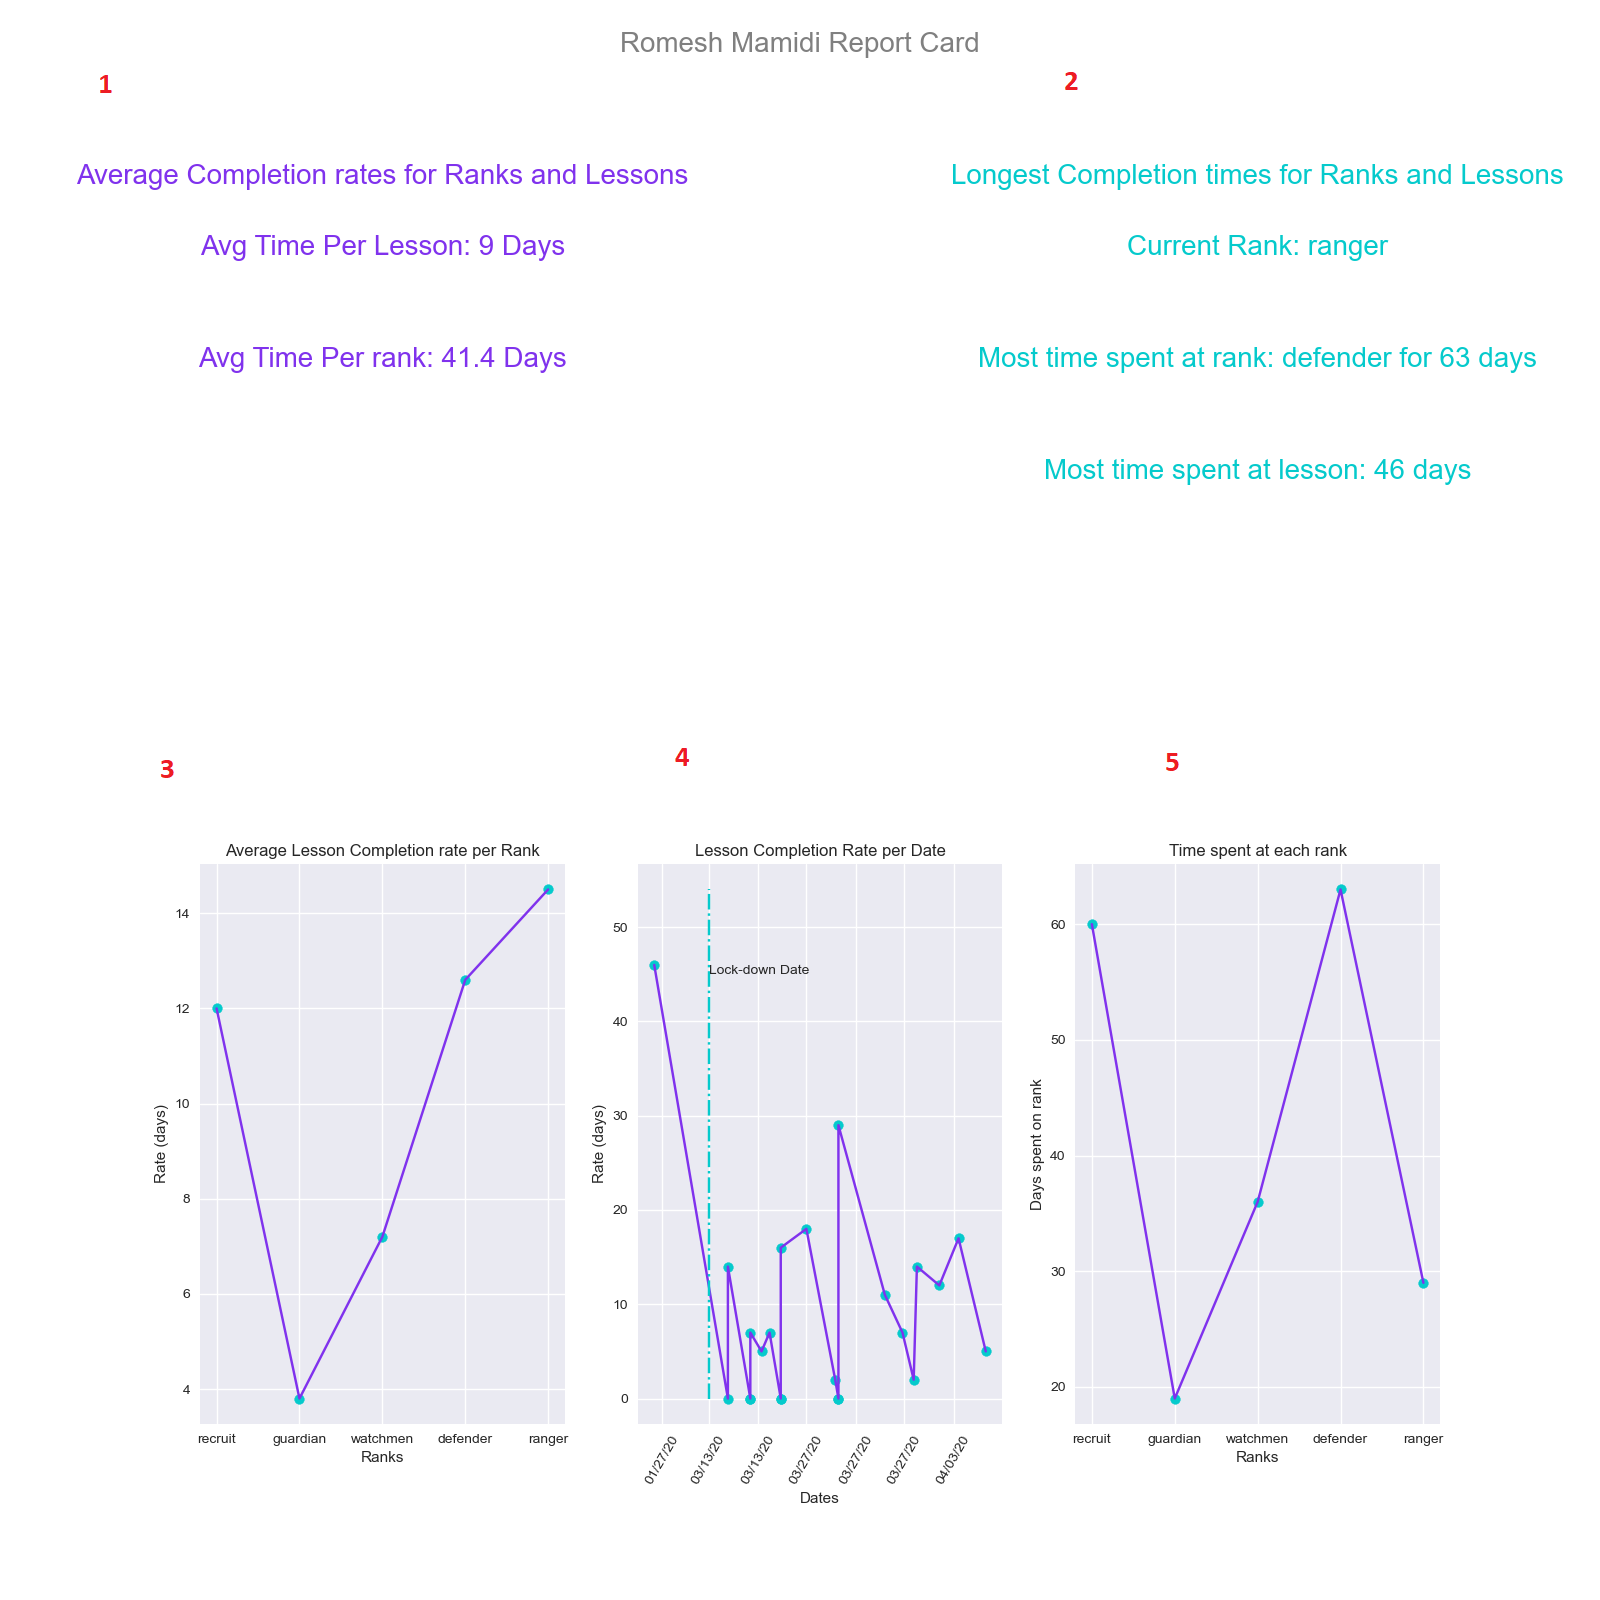 Romesh Mamidi Report Card
1
2
Average Completion rates for Ranks and Lessons
Avg Time Per Lesson: 9 Days
Avg Time Per rank: 41.4 Days
Longest Completion times for Ranks and Lessons
Current Rank: ranger
Most time spent at rank: defender for 63 days
Most time spent at lesson: 46 days
3
Average Lesson Completion rate per Rank
Rate (days)
14
12
10
8
6
4
recruit guardian watchmen defender ranger
Ranks
4
Lesson Completion Rate per Date
Rate (days)
50
40
30
20
10
0
Lock-down Date
01/27/20 03/13/20 03/13/20 03/27/20 03/27/20 03/27/20 04/03/20
Dates
5
Time spent at each rank
Days spent on rank
60
50
40
30
20
recruit guardian watchmen defender ranger
Ranks